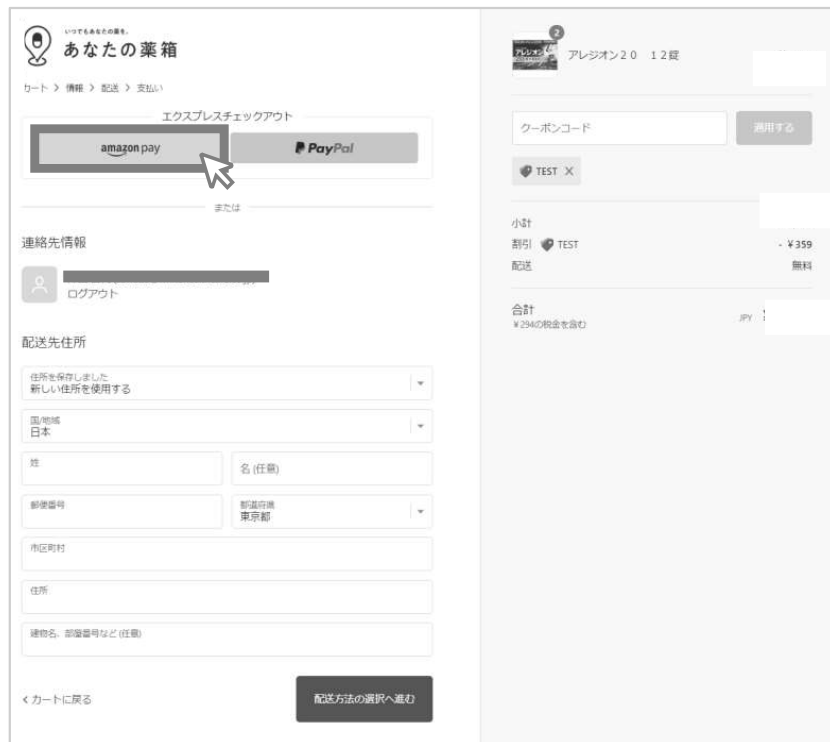 いつでもあなたの薬を。
あなたの薬箱
カート > 情報 > 配送 > 支払い
エクスプレスチェックアウト
amazon pay
PayPal
または
連絡先情報
ログアウト
配送先住所
住所を保存しました
新しい住所を使用する
国/地域
日本
姓
名 (任意)
郵便番号
都道府県
東京都
市区町村
住所
建物名、部屋番号など (任意)
< カートに戻る
配送方法の選択へ進む
2
アレジオン20 12錠
クーポンコード
適用する
TEST ×
小計
割引 TEST - ¥359
配送 無料
合計
¥294の税金を含む
JPY